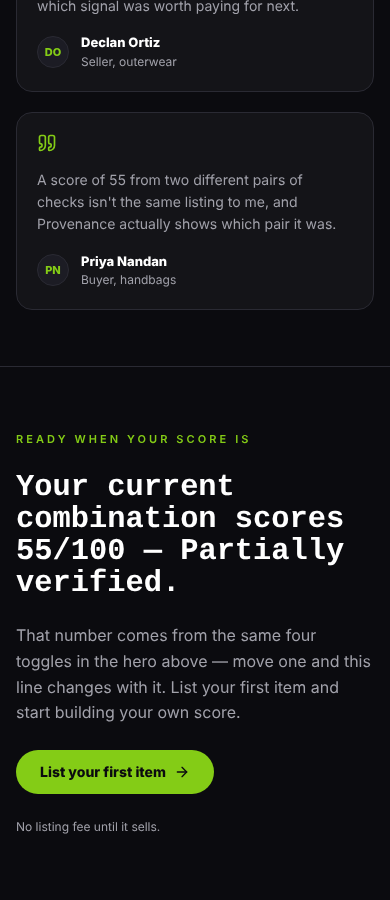 which signal was worth paying for next.
DO
Declan Ortiz
Seller, outerwear
A score of 55 from two different pairs of
checks isn't the same listing to me, and
Provenance actually shows which pair it was.
PN
Priya Nandan
Buyer, handbags
READY WHEN YOUR SCORE IS
Your current
combination scores
55/100 — Partially
verified.
That number comes from the same four
toggles in the hero above — move one and this
line changes with it. List your first item and
start building your own score.
List your first item →
No listing fee until it sells.